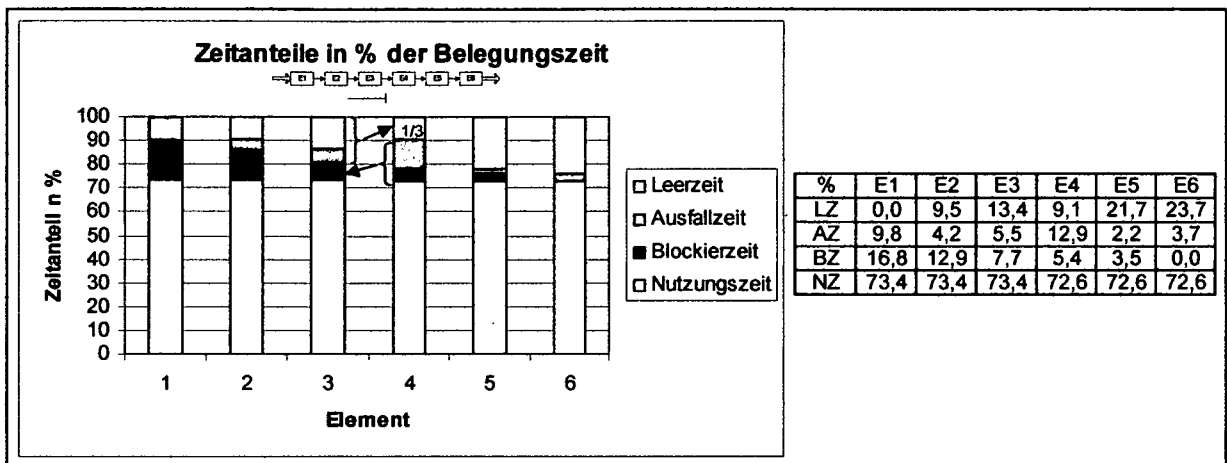 Zeitanteile in % der Belegungszeit
E1 E2 E3 E4 E5 E6
100
90
80
70
60
50
40
30
20
10
0
Zeitanteil n %
1/3
1 2 3 4 5 6
Element
Leerzeit
Ausfallzeit
Blockierzeit
Nutzungszeit
% E1 E2 E3 E4 E5 E6
LZ 0,0 9,5 13,4 9,1 21,7 23,7
AZ 9,8 4,2 5,5 12,9 2,2 3,7
BZ 16,8 12,9 7,7 5,4 3,5 0,0
NZ 73,4 73,4 73,4 72,6 72,6 72,6